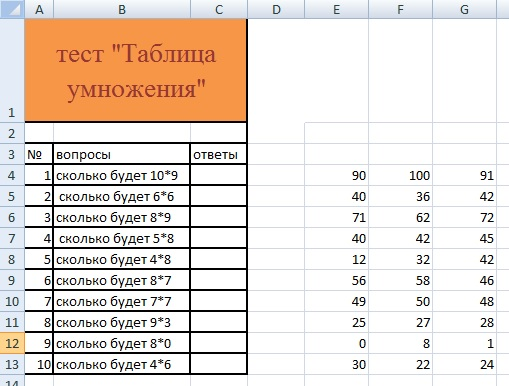 A B C D E F G
1 тест "Таблица
умножения"
2
3 № вопросы ответы
4 1 сколько будет 10*9 90 100 91
5 2 сколько будет 6*6 40 36 42
6 3 сколько будет 8*9 71 62 72
7 4 сколько будет 5*8 40 42 45
8 5 сколько будет 4*8 12 32 42
9 6 сколько будет 8*7 56 58 46
10 7 сколько будет 7*7 49 50 48
11 8 сколько будет 9*3 25 27 28
12 9 сколько будет 8*0 0 8 1
13 10 сколько будет 4*6 30 22 24
14